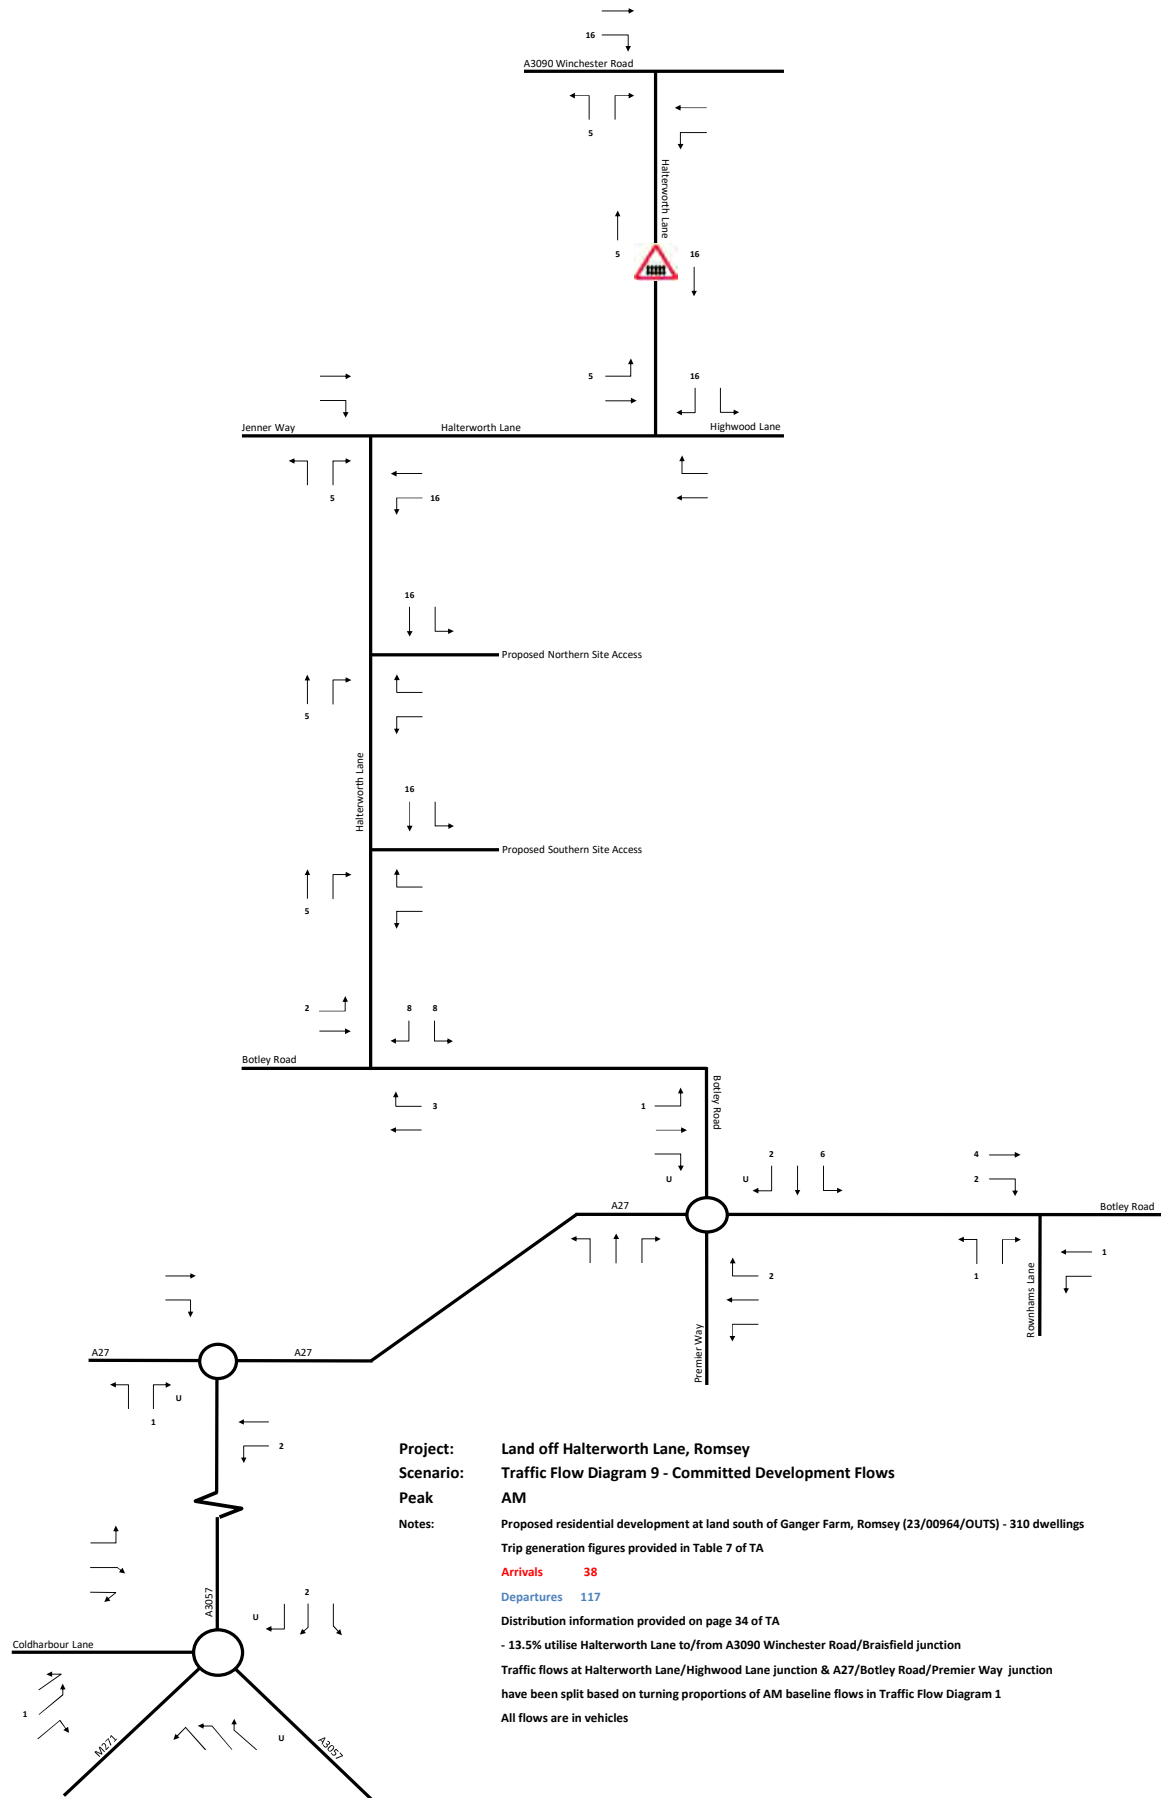 16
A3090 Winchester Road
5
Halterworth Lane
5
16
5
16
Jenner Way
Halterworth Lane
Highwood Lane
5
16
16
Proposed Northern Site Access
5
Halterworth Lane
16
Proposed Southern Site Access
5
2
8
8
Botley Road
3
1
Botley Road
U
U
2
6
4
2
A27
Botley Road
2
1
1
Rownhams Lane
Premier Way
A27
A27
U
1
2
A3057
U
2
Coldharbour Lane
1
M271
U
A3057
Project: Land off Halterworth Lane, Romsey
Scenario: Traffic Flow Diagram 9 - Committed Development Flows
Peak AM
Notes: Proposed residential development at land south of Ganger Farm, Romsey (23/00964/OUTS) - 310 dwellings
Trip generation figures provided in Table 7 of TA
Arrivals 38
Departures 117
Distribution information provided on page 34 of TA
- 13.5% utilise Halterworth Lane to/from A3090 Winchester Road/Braisfield junction
Traffic flows at Halterworth Lane/Highwood Lane junction & A27/Botley Road/Premier Way junction
have been split based on turning proportions of AM baseline flows in Traffic Flow Diagram 1
All flows are in vehicles